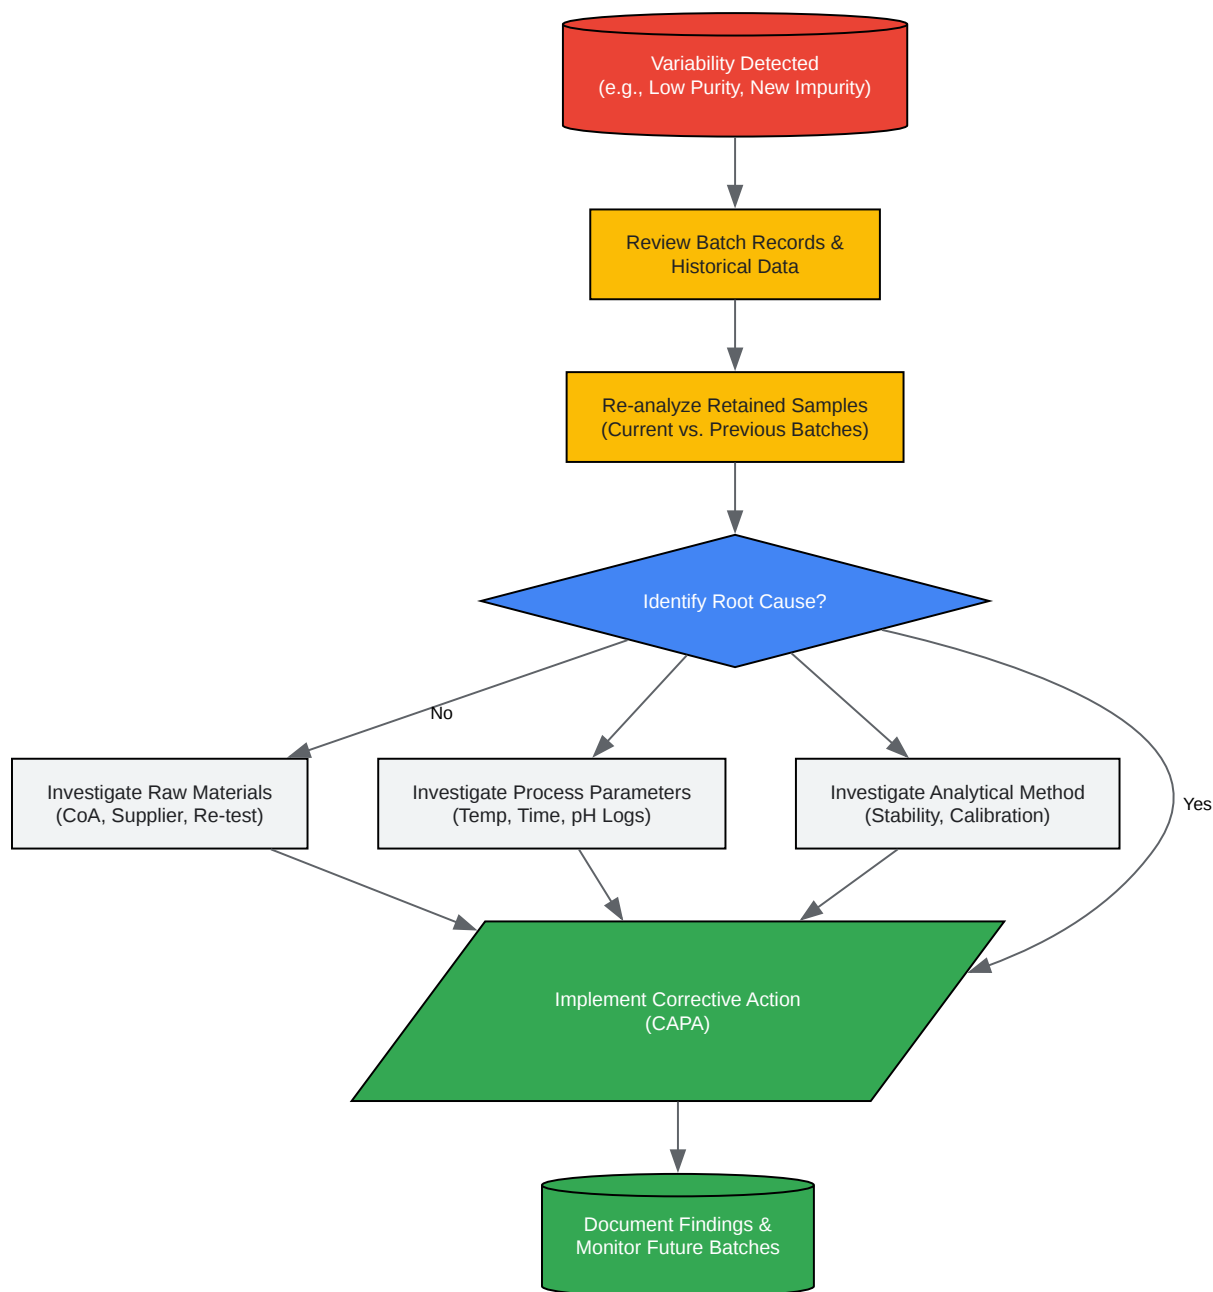 Variability Detected
(e.g., Low Purity, New Impurity)
Review Batch Records &
Historical Data
Re-analyze Retained Samples
(Current vs. Previous Batches)
Identify Root Cause?
No
Yes
Investigate Raw Materials
(CoA, Supplier, Re-test)
Investigate Process Parameters
(Temp, Time, pH Logs)
Investigate Analytical Method
(Stability, Calibration)
Implement Corrective Action
(CAPA)
Document Findings &
Monitor Future Batches